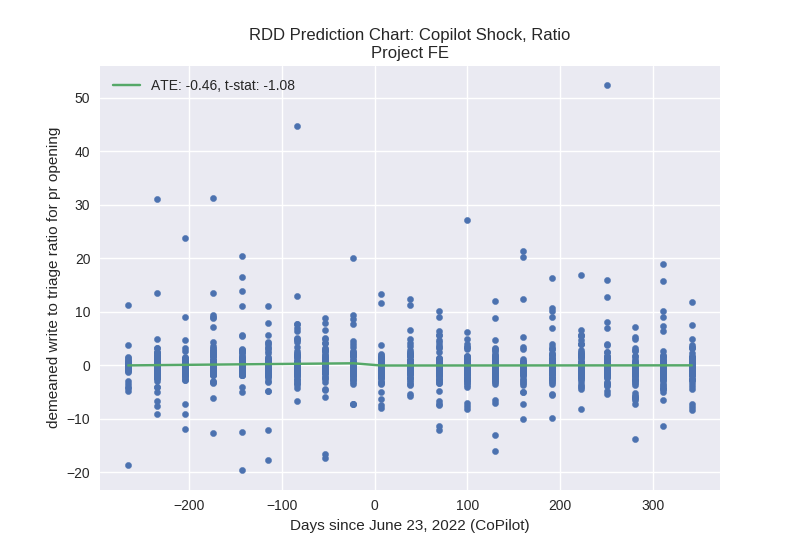 RDD Prediction Chart: Copilot Shock, Ratio
Project FE
ATE: -0.46, t-stat: -1.08
demeaned write to triage ratio for pr opening
50
40
30
20
10
0
−10
−20
−200
−100
0
100
200
300
Days since June 23, 2022 (CoPilot)